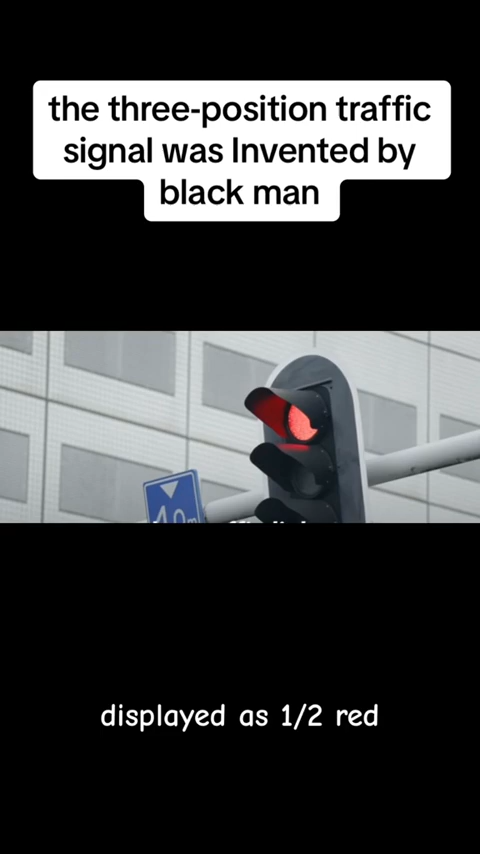 the three-position traffic
signal was Invented by
black man
displayed as 1/2 red